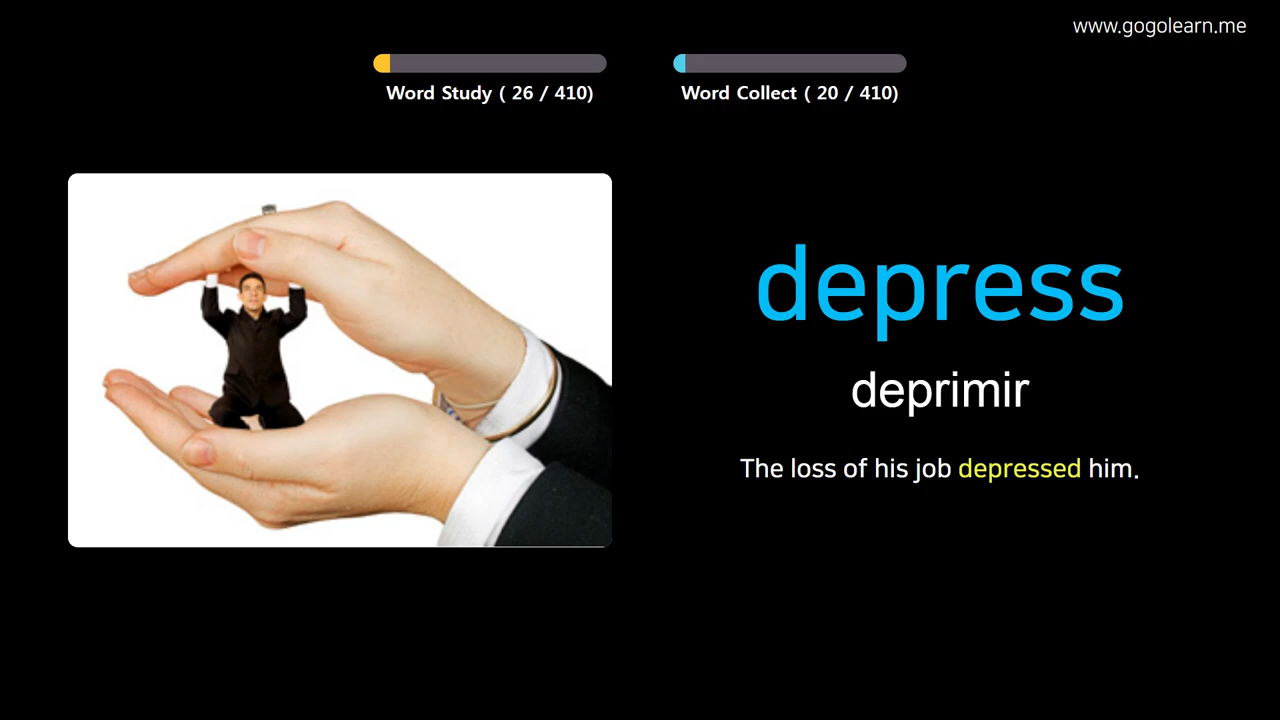 www.gogolearn.me
Word Study ( 26 / 410)
Word Collect ( 20 / 410)
depress
deprimir
The loss of his job depressed him.